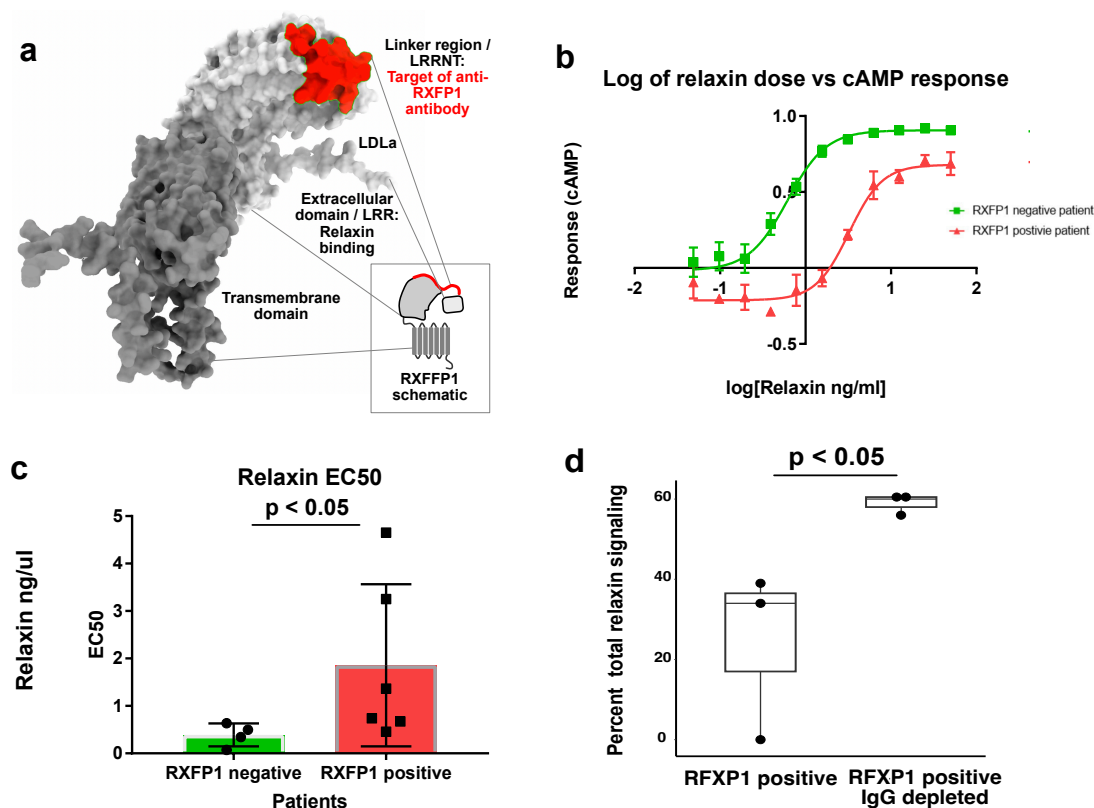 a
Linker region /
LRRNT:
Target of anti-
RXFP1
antibody
LDLa
Extracellular
domain / LRR:
Relaxin
binding
Transmembrane
domain
RXFFP1
schematic
b
Log of relaxin dose vs cAMP response
Response (cAMP)
1.0
0.5
-0.5
-2
-1
0
1
2
log[Relaxin ng/ml]
RXFP1 negative patient
RXFP1 postivie patient
c
Relaxin EC50
p < 0.05
Relaxin ng/ul
EC50
5
4
3
2
1
0
RXFP1 negative
RXFP1 positive
Patients
d
p < 0.05
Percent total relaxin signaling
60
40
20
0
RFXP1 positive
RFXP1 positive
IgG depleted